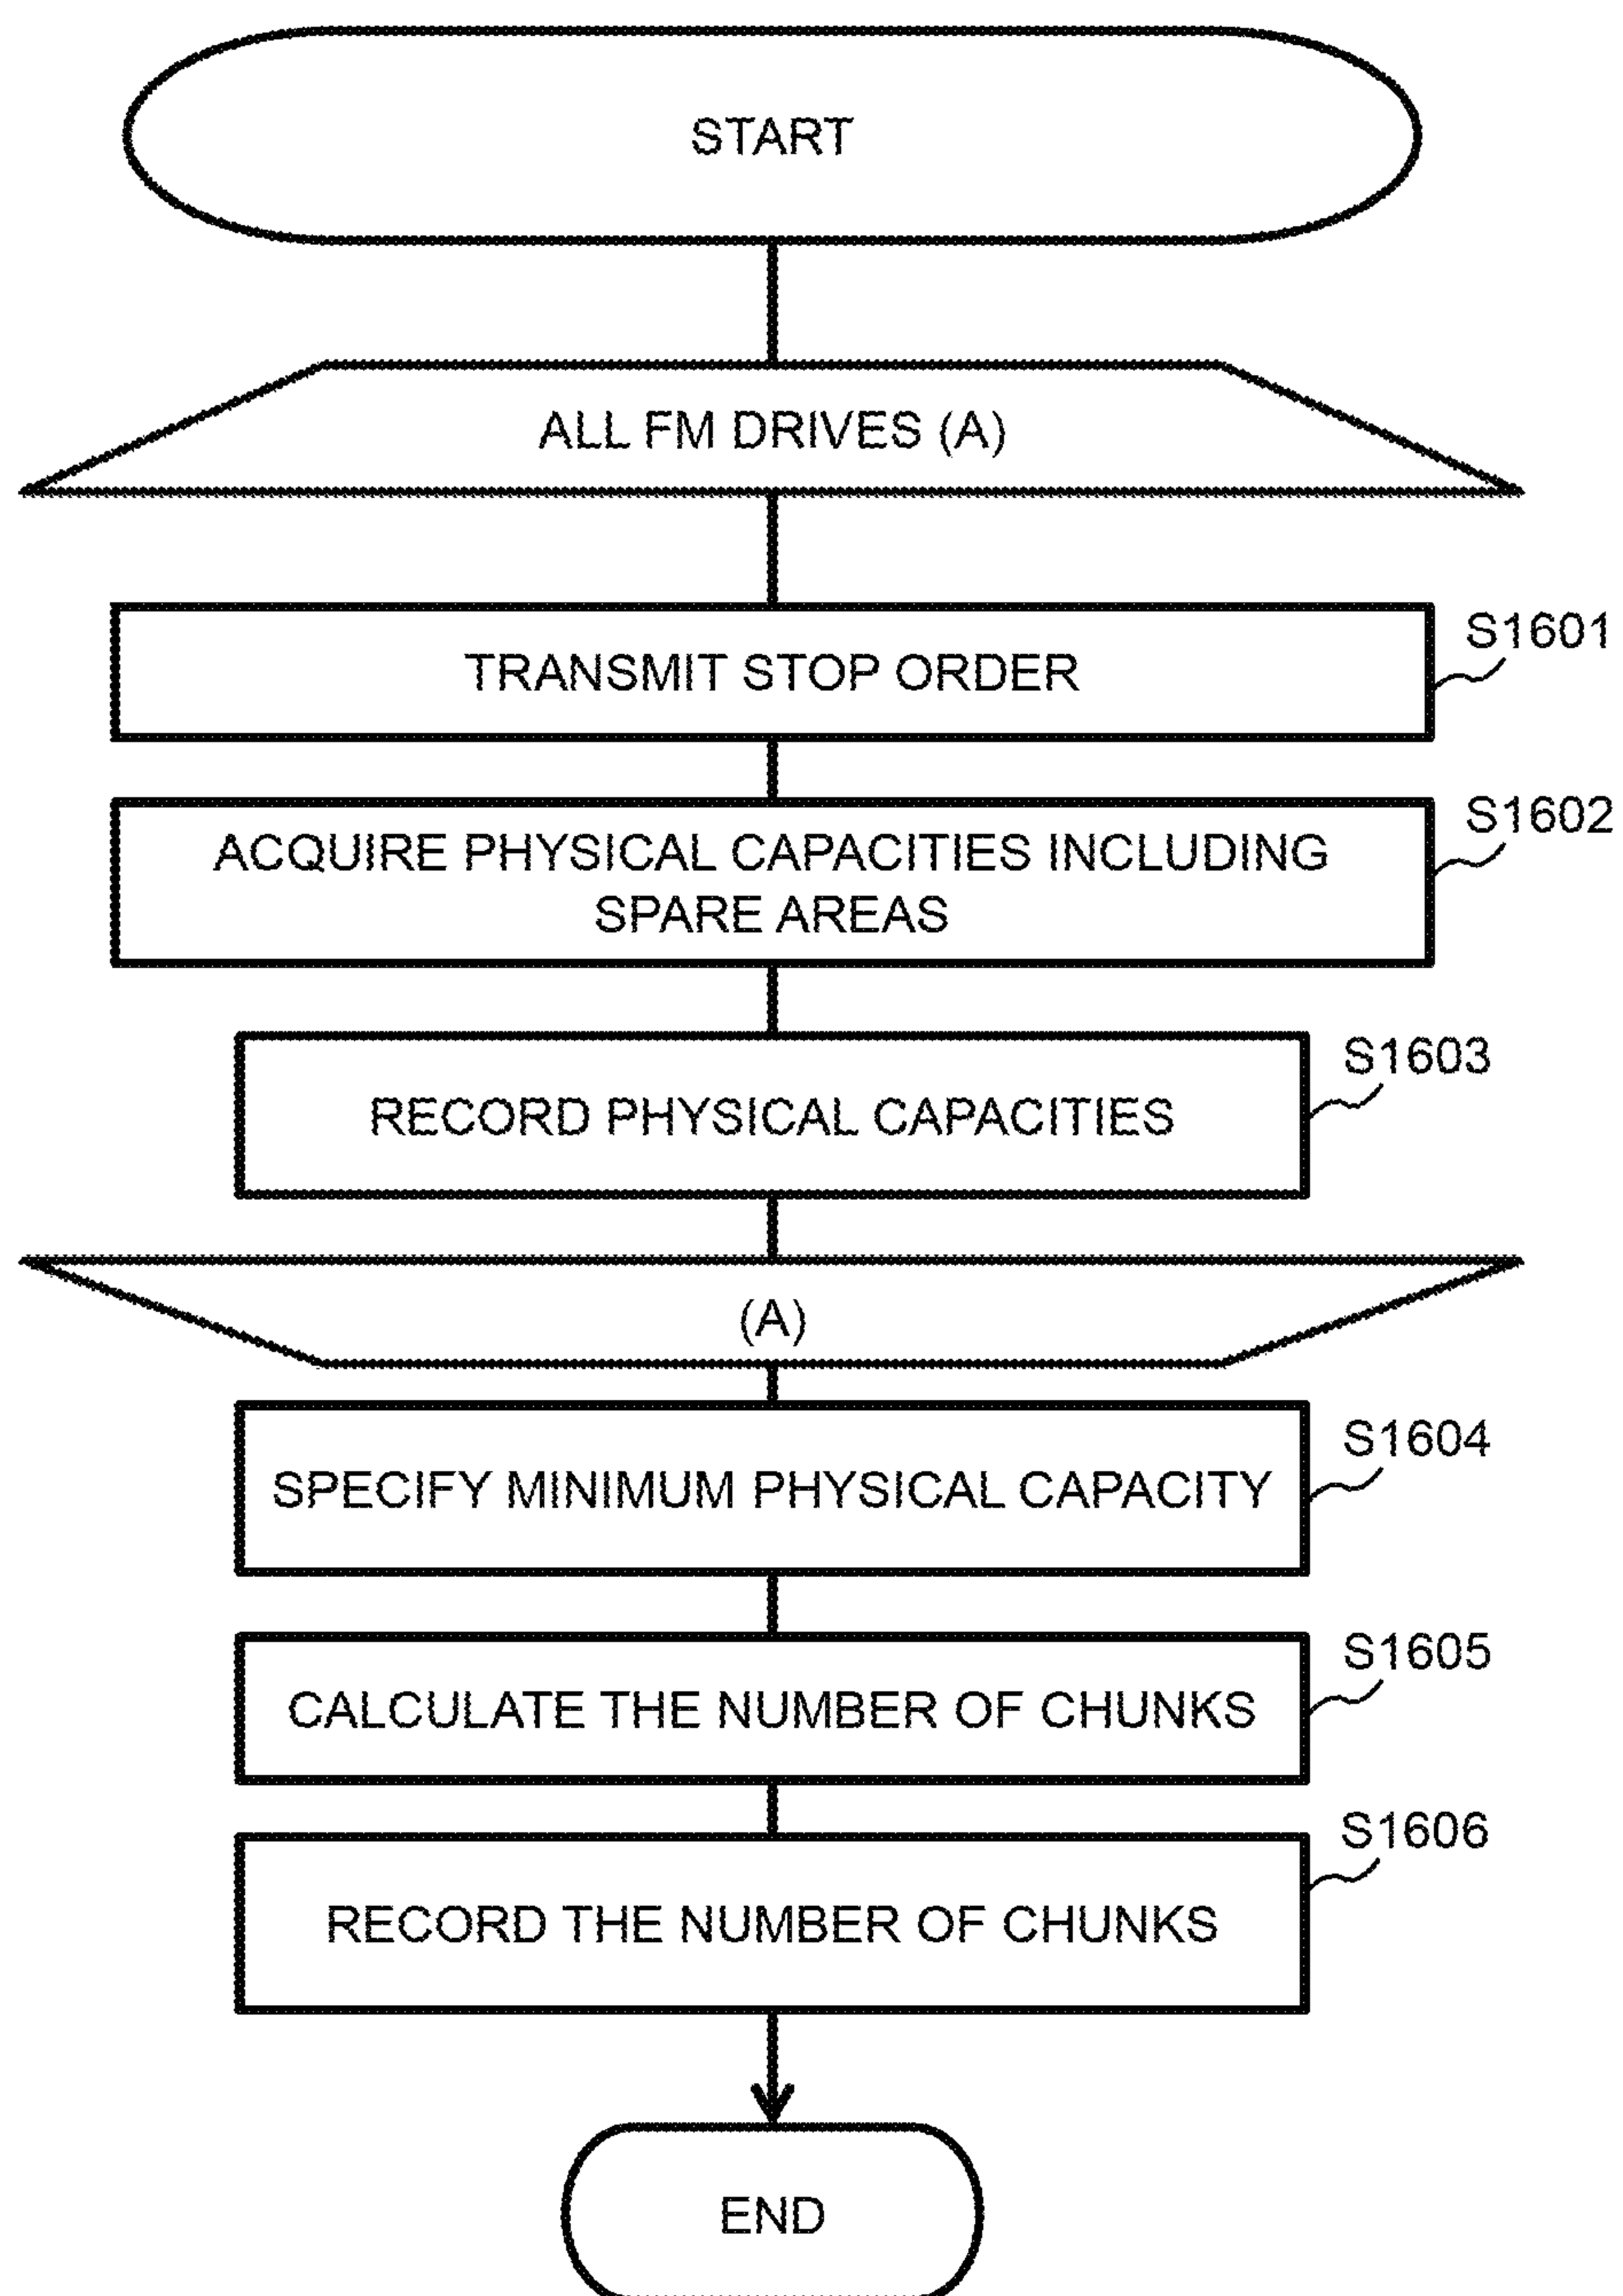 START
ALL FM DRIVES (A)
S1601
TRANSMIT STOP ORDER
S1602
ACQUIRE PHYSICAL CAPACITIES INCLUDING
SPARE AREAS
S1603
RECORD PHYSICAL CAPACITIES
(A)
S1604
SPECIFY MINIMUM PHYSICAL CAPACITY
S1605
CALCULATE THE NUMBER OF CHUNKS
S1606
RECORD THE NUMBER OF CHUNKS
END